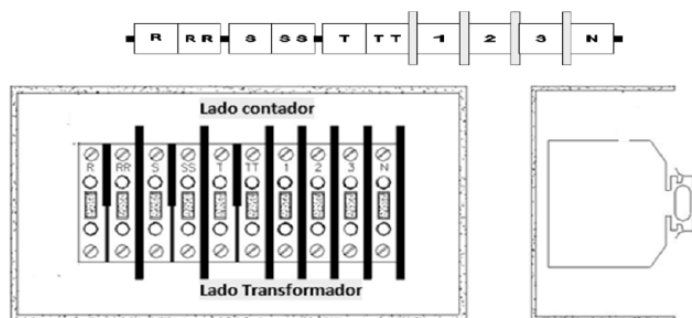 R RR S SS T TT 1 2 3 N
Lado contador
R RR S SS T TT 1 2 3 N
Lado Transformador